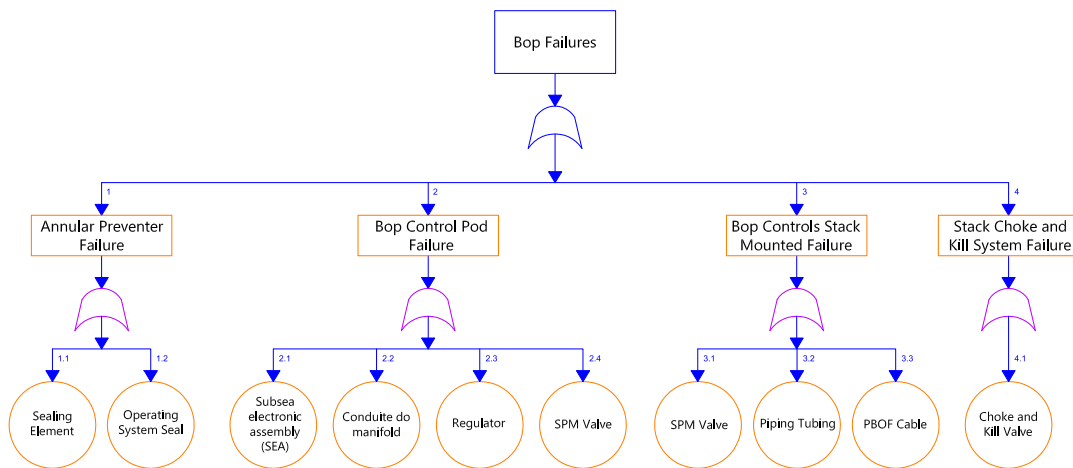 Bop Failures
1
2
3
4
Annular Preventer
Failure
Bop Control Pod
Failure
Bop Controls Stack
Mounted Failure
Stack Choke and
Kill System Failure
1.1
1.2
2.1
2.2
2.3
2.4
3.1
3.2
3.3
4.1
Sealing
Element
Operating
System Seal
Subsea
electronic
assembly
(SEA)
Conduite do
manifold
Regulator
SPM Valve
SPM Valve
Piping Tubing
PBOF Cable
Choke and
Kill Valve